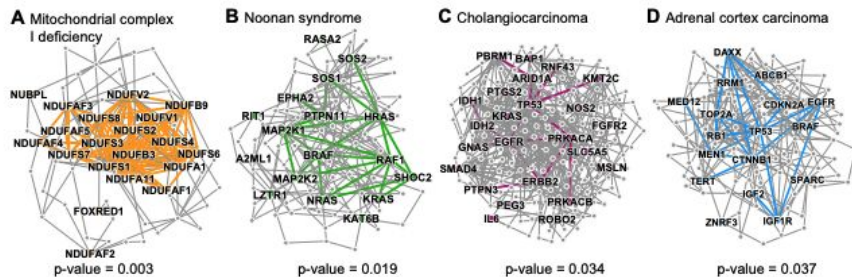 A Mitochondrial complex
I deficiency
NUBPL
NDUFV2
NDUFAF3
NDUFB9
NDUFS8
NDUFV1
NDUFAF5
NDUFS2
NDUFAF4
NDUFS3
NDUFS4
NDUFS7
NDUFB3
NDUFS6
NDUFS1
NDUFA1
NDUFA11
NDUFAF1
FOXRED1
NDUFAF2
p-value = 0.003
B Noonan syndrome
RASA2
SOS2
SOS1
EPHA2
RIT1
PTPN11
HRAS
MAP2K1
A2ML1
BRAF
RAF1
MAP2K2
SHOC2
LZTR1
NRAS
KRAS
KAT6B
p-value = 0.019
C Cholangiocarcinoma
PBRM1
BAP1
RNF43
ARID1A
KMT2C
PTGS2
TP53
IDH1
NOS2
KRAS
IDH2
FGFR2
PRKACA
GNAS
EGFR
SLC5A5
SMAD4
MSLN
ERBB2
PTPN3
PRKACB
PEG3
IL6
ROBO2
p-value = 0.034
D Adrenal cortex carcinoma
DAXX
ABCB1
RRM1
MED12
CDKN2A
EGFR
TOP2A
TP53
BRAF
RB1
MEN1
CTNNB1
TERT
SPARC
IGF2
ZNRF3
IGF1R
p-value = 0.037